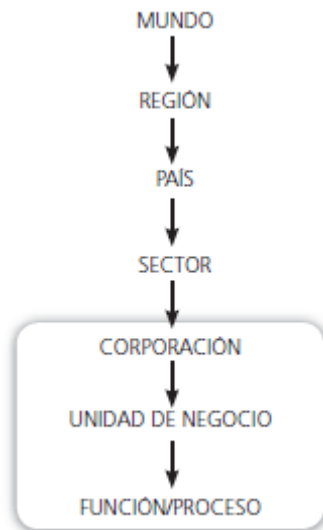 MUNDO
REGIÓN
PAÍS
SECTOR
CORPORACIÓN
UNIDAD DE NEGOCIO
FUNCIÓN/PROCESO